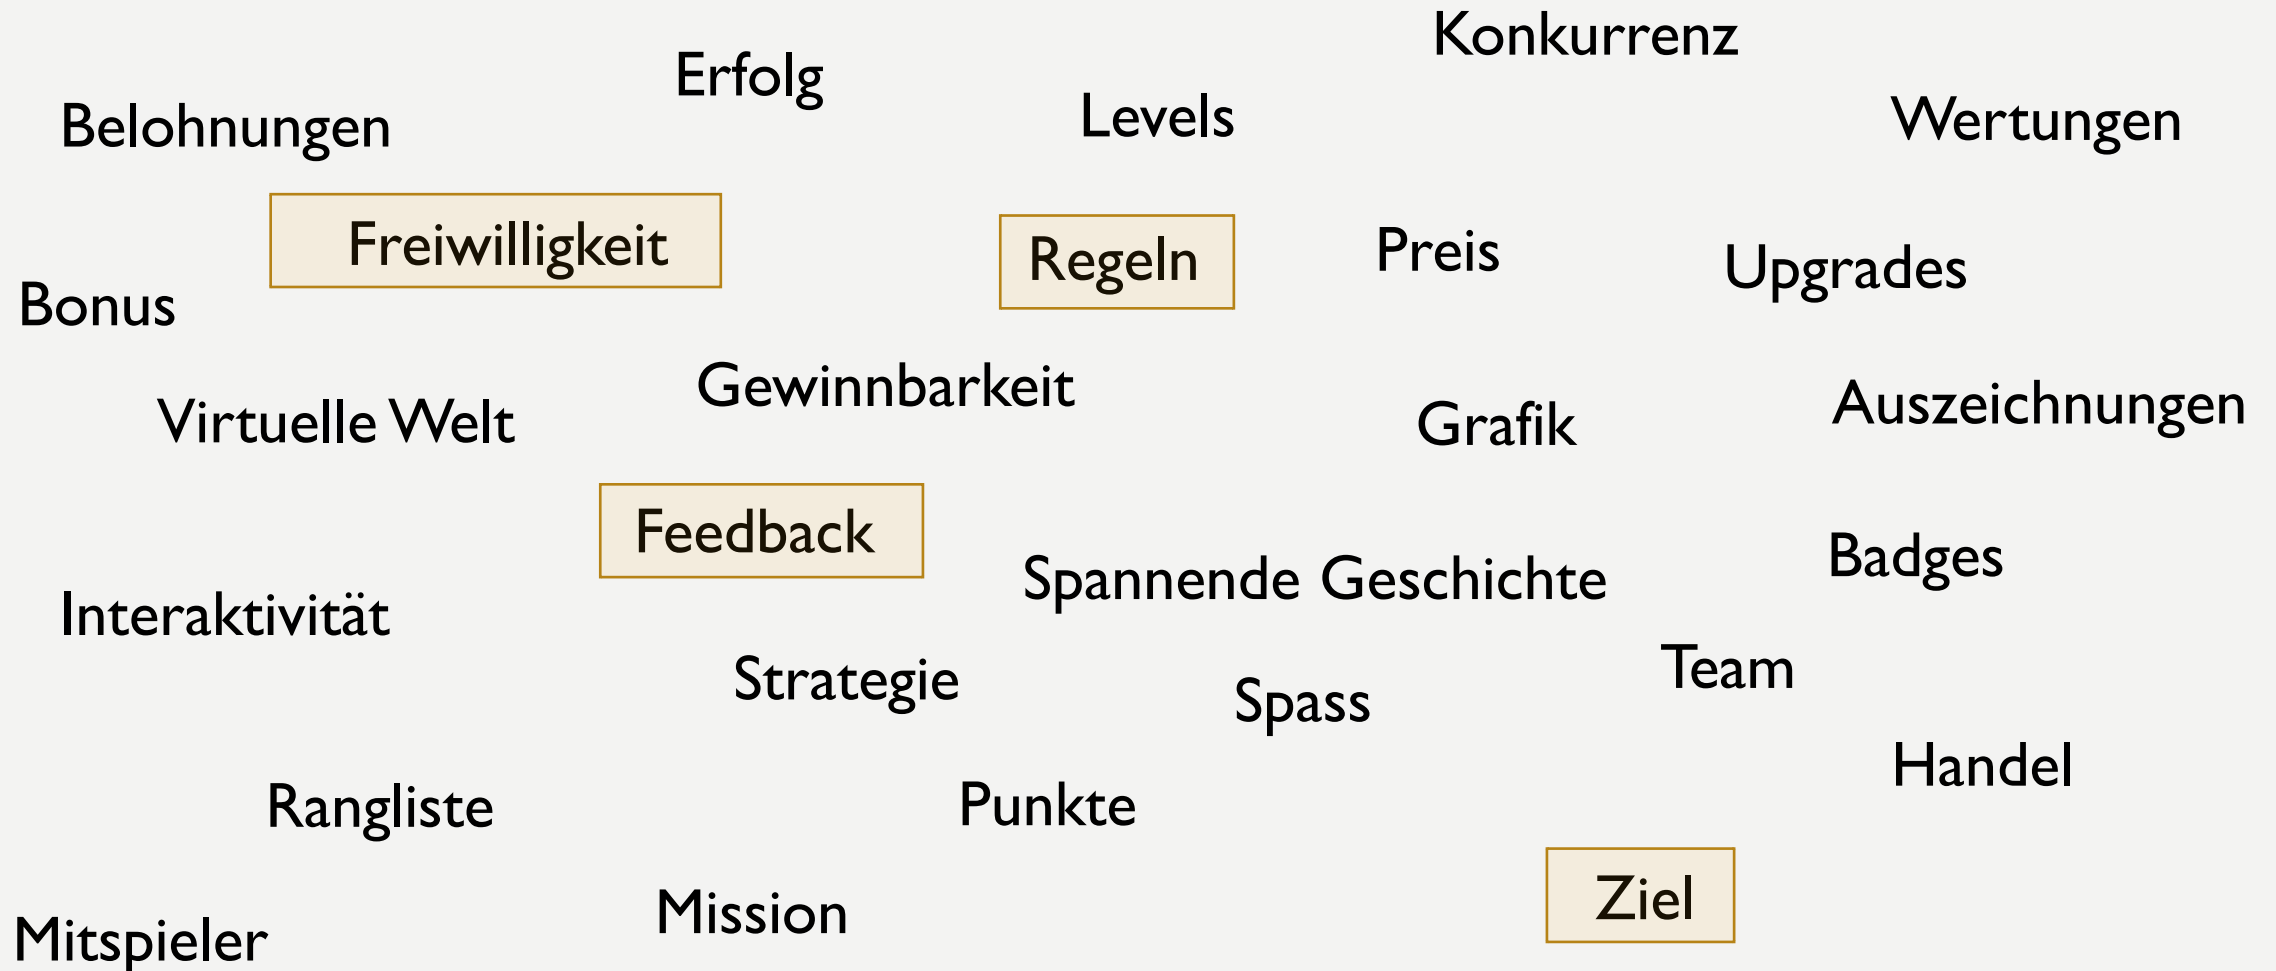 Konkurrenz
Erfolg
Levels
Wertungen
Belohnungen
Freiwilligkeit
Regeln
Preis
Upgrades
Bonus
Gewinnbarkeit
Auszeichnungen
Virtuelle Welt
Grafik
Feedback
Badges
Spannende Geschichte
Interaktivität
Team
Strategie
Spass
Handel
Rangliste
Punkte
Ziel
Mission
Mitspieler